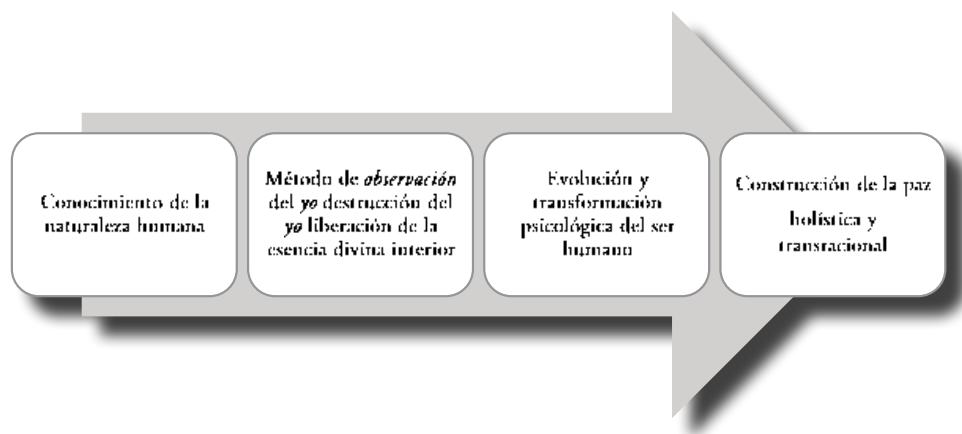 Conocimiento de la
naturaleza humana
Método de observación
del yo destrucción del
yo liberación de la
esencia divina interior
Evolución y
transformación
psicológica del ser
humano
Construcción de la paz
holística y
transracional